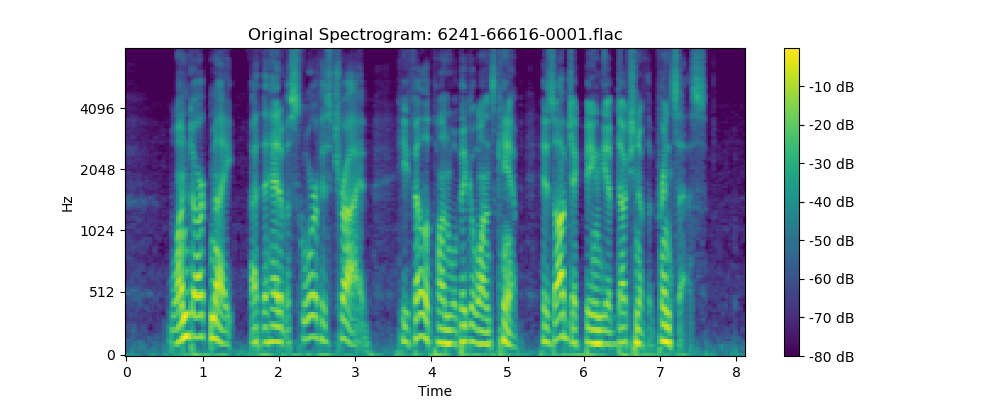 Original Spectrogram: 6241-66616-0001.flac
Hz
4096
2048
1024
512
0
0 1 2 3 4 5 6 7 8
Time
-10 dB
-20 dB
-30 dB
-40 dB
-50 dB
-60 dB
-70 dB
-80 dB